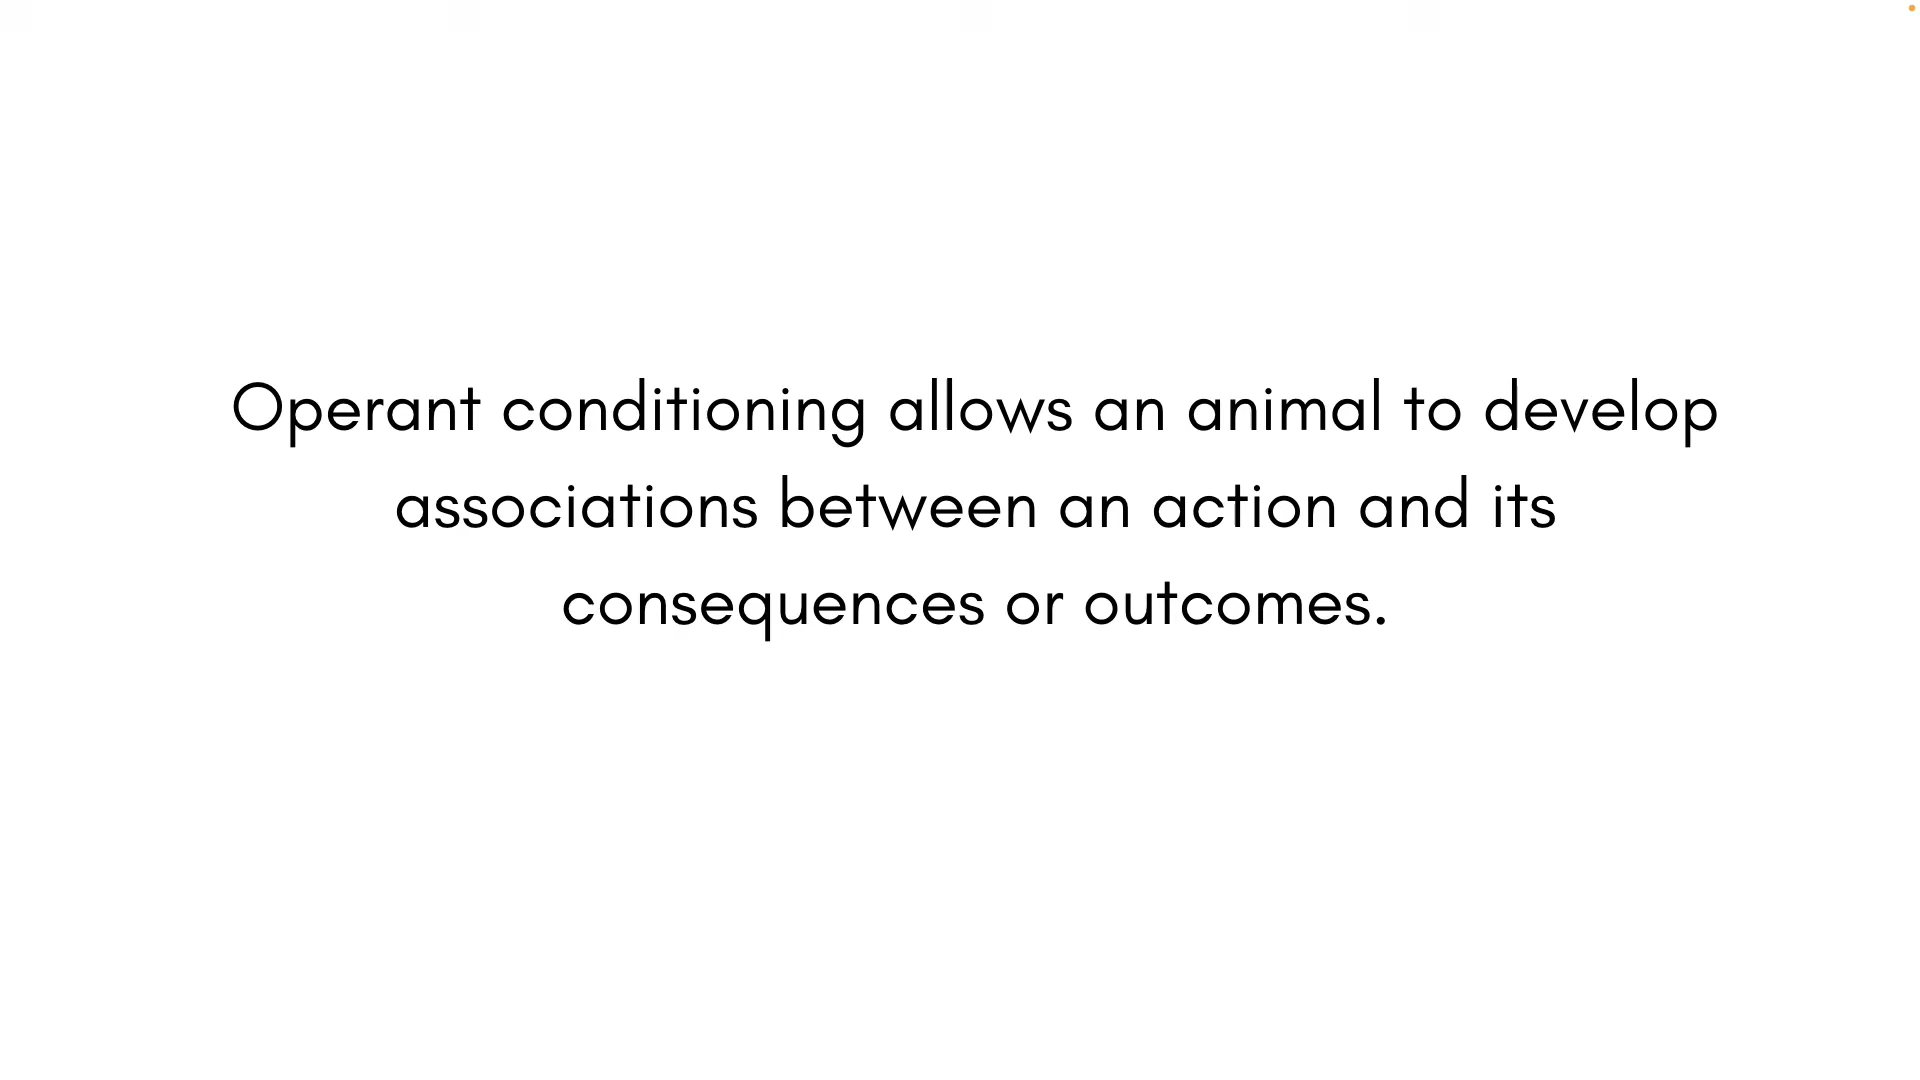 Operant conditioning allows an animal to develop
associations between an action and its
consequences or outcomes.